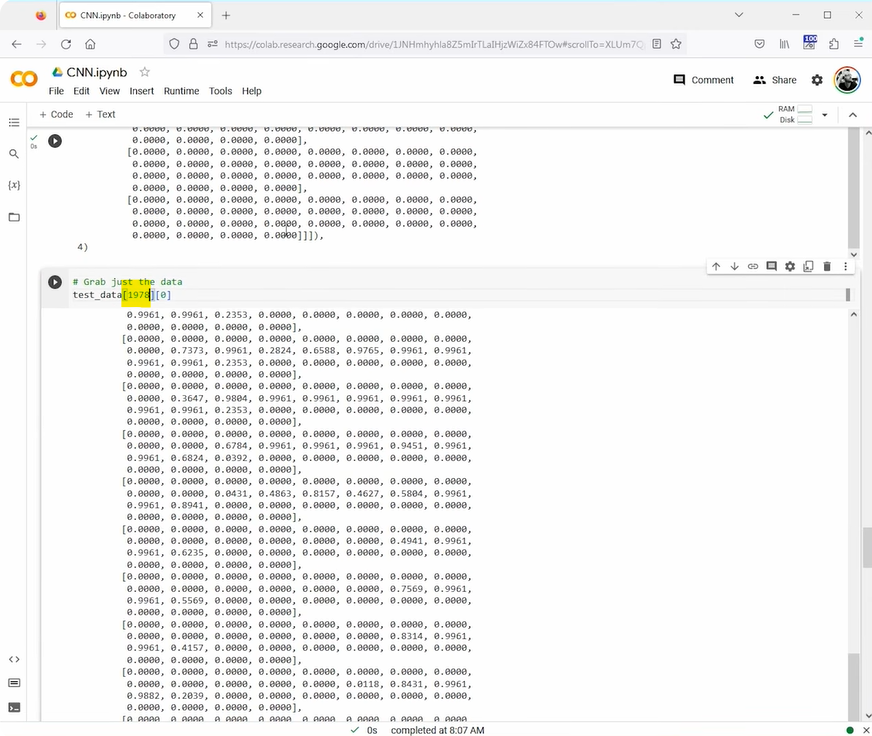 CNN.ipynb - Colaboratory
https://colab.research.google.com/drive/1JNHmhyhla8Z5mIrTLaIHjzWiZx84FTOw#scrollTo=XLUm7C
100
CNN.ipynb
Comment
Share
File Edit View Insert Runtime Tools Help
+ Code + Text
RAM
Disk
0s
0.0000, 0.0000, 0.0000, 0.0000, 0.0000, 0.0000, 0.0000, 0.0000,
0.0000, 0.0000, 0.0000, 0.0000],
[0.0000, 0.0000, 0.0000, 0.0000, 0.0000, 0.0000, 0.0000, 0.0000,
0.0000, 0.0000, 0.0000, 0.0000, 0.0000, 0.0000, 0.0000, 0.0000,
0.0000, 0.0000, 0.0000, 0.0000, 0.0000, 0.0000, 0.0000, 0.0000,
0.0000, 0.0000, 0.0000, 0.0000],
[0.0000, 0.0000, 0.0000, 0.0000, 0.0000, 0.0000, 0.0000, 0.0000,
0.0000, 0.0000, 0.0000, 0.0000, 0.0000, 0.0000, 0.0000, 0.0000,
0.0000, 0.0000, 0.0000, 0.0000, 0.0000, 0.0000, 0.0000, 0.0000,
0.0000, 0.0000, 0.0000, 0.0000]]]),
4)
# Grab just the data
test_data[1978][0]
0.9961, 0.9961, 0.2353, 0.0000, 0.0000, 0.0000, 0.0000, 0.0000,
0.0000, 0.0000, 0.0000, 0.0000],
[0.0000, 0.0000, 0.0000, 0.0000, 0.0000, 0.0000, 0.0000, 0.0000,
0.0000, 0.7373, 0.9961, 0.2824, 0.6588, 0.9765, 0.9961, 0.9961,
0.9961, 0.9961, 0.2353, 0.0000, 0.0000, 0.0000, 0.0000, 0.0000,
0.0000, 0.0000, 0.0000, 0.0000],
[0.0000, 0.0000, 0.0000, 0.0000, 0.0000, 0.0000, 0.0000, 0.0000,
0.0000, 0.3647, 0.9804, 0.9961, 0.9961, 0.9961, 0.9961, 0.9961,
0.9961, 0.9961, 0.2353, 0.0000, 0.0000, 0.0000, 0.0000, 0.0000,
0.0000, 0.0000, 0.0000, 0.0000],
[0.0000, 0.0000, 0.0000, 0.0000, 0.0000, 0.0000, 0.0000, 0.0000,
0.0000, 0.0000, 0.6784, 0.9961, 0.9961, 0.9961, 0.9451, 0.9961,
0.9961, 0.6824, 0.0392, 0.0000, 0.0000, 0.0000, 0.0000, 0.0000,
0.0000, 0.0000, 0.0000, 0.0000],
[0.0000, 0.0000, 0.0000, 0.0000, 0.0000, 0.0000, 0.0000, 0.0000,
0.0000, 0.0000, 0.0431, 0.4863, 0.8157, 0.4627, 0.5804, 0.9961,
0.9961, 0.8941, 0.0000, 0.0000, 0.0000, 0.0000, 0.0000, 0.0000,
0.0000, 0.0000, 0.0000, 0.0000],
[0.0000, 0.0000, 0.0000, 0.0000, 0.0000, 0.0000, 0.0000, 0.0000,
0.0000, 0.0000, 0.0000, 0.0000, 0.0000, 0.0000, 0.4941, 0.9961,
0.9961, 0.6235, 0.0000, 0.0000, 0.0000, 0.0000, 0.0000, 0.0000,
0.0000, 0.0000, 0.0000, 0.0000],
[0.0000, 0.0000, 0.0000, 0.0000, 0.0000, 0.0000, 0.0000, 0.0000,
0.0000, 0.0000, 0.0000, 0.0000, 0.0000, 0.0000, 0.7569, 0.9961,
0.9961, 0.5569, 0.0000, 0.0000, 0.0000, 0.0000, 0.0000, 0.0000,
0.0000, 0.0000, 0.0000, 0.0000],
[0.0000, 0.0000, 0.0000, 0.0000, 0.0000, 0.0000, 0.0000, 0.0000,
0.0000, 0.0000, 0.0000, 0.0000, 0.0000, 0.0000, 0.8314, 0.9961,
0.9961, 0.4157, 0.0000, 0.0000, 0.0000, 0.0000, 0.0000, 0.0000,
0.0000, 0.0000, 0.0000, 0.0000],
[0.0000, 0.0000, 0.0000, 0.0000, 0.0000, 0.0000, 0.0000, 0.0000,
0.0000, 0.0000, 0.0000, 0.0000, 0.0000, 0.0118, 0.8431, 0.9961,
0.9882, 0.2039, 0.0000, 0.0000, 0.0000, 0.0000, 0.0000, 0.0000,
0.0000, 0.0000, 0.0000, 0.0000],
[0.0000, 0.0000, 0.0000, 0.0000, 0.0000, 0.0000, 0.0000, 0.0000,
0s completed at 8:07 AM